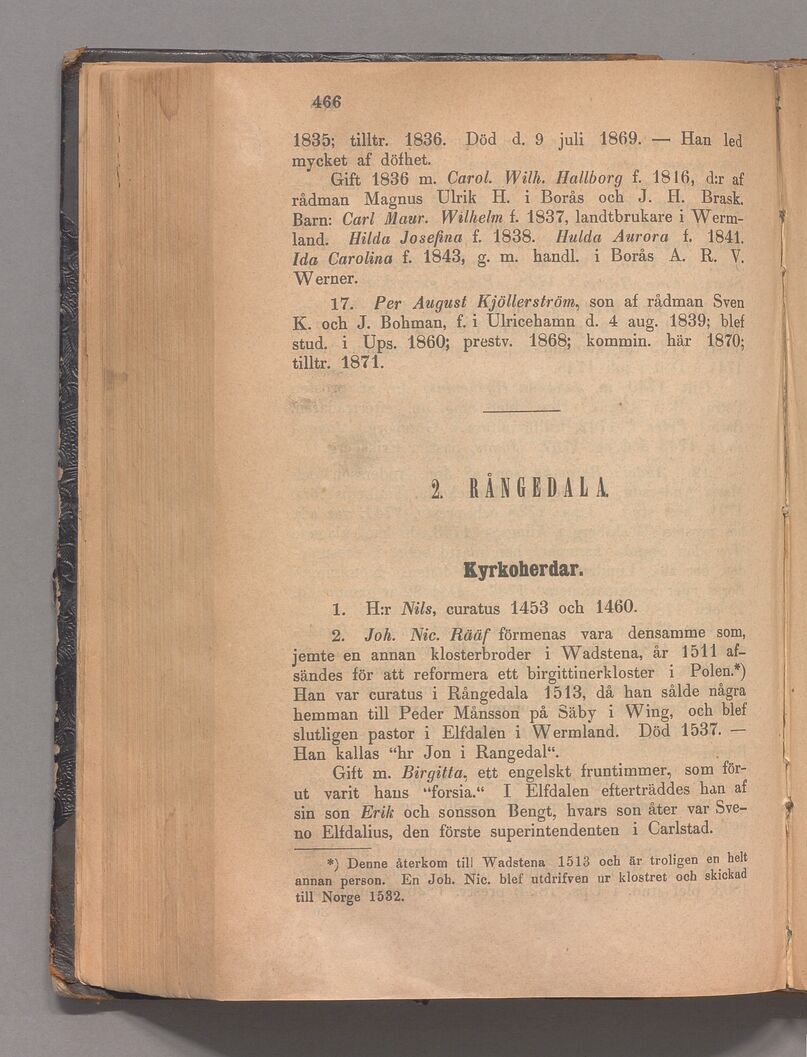 466
1835; tilltr. 1836. Död d. 9 juli 1869. — Han led
mycket af döfhet.
Gift 1836 m. Carol. Wilh. Hallborg f. 1816, d:r af
rådman Magnus Ulrik H. i Borås och J. H. Brask.
Barn: Carl Maur. Wilhelm f. 1837, landtbrukare i Werm-
land. Hilda Josefina f. 1838. Hulda Aurora f. 1841.
Ida Carolina f. 1843, g. m. handl. i Borås A. R. V.
Werner.
17. Per August Kjöllerström, son af rådman Sven
K. och J. Bohman, f. i Ulricehamn d. 4 aug. 1839; blef
stud. i Ups. 1860; prestv. 1868; kommin. här 1870;
tilltr. 1871.
2. RÅNGEDALA.
Kyrkoherdar.
1. H:r Nils, curatus 1453 och 1460.
2. Joh. Nic. Rääf förmenas vara densamme som,
jemte en annan klosterbroder i Wadstena, år 1511 af-
sändes för att reformera ett birgittinerkloster i Polen.*)
Han var curatus i Rångedala 1513, då han sålde några
hemman till Peder Månsson på Säby i Wing, och blef
slutligen pastor i Elfdalen i Wermland. Död 1537. —
Han kallas “hr Jon i Rangedal“.
Gift m. Birgitta, ett engelskt fruntimmer, som för-
ut varit hans “forsia.“ I Elfdalen efterträddes han af
sin son Erik och sonsson Bengt, hvars son åter var Sve-
no Elfdalius, den förste superintendenten i Carlstad.
*) Denne återkom till Wadstena 1513 och är troligen en helt
annan person. En Joh. Nic. blef utdrifven ur klostret och skickad
till Norge 1532.